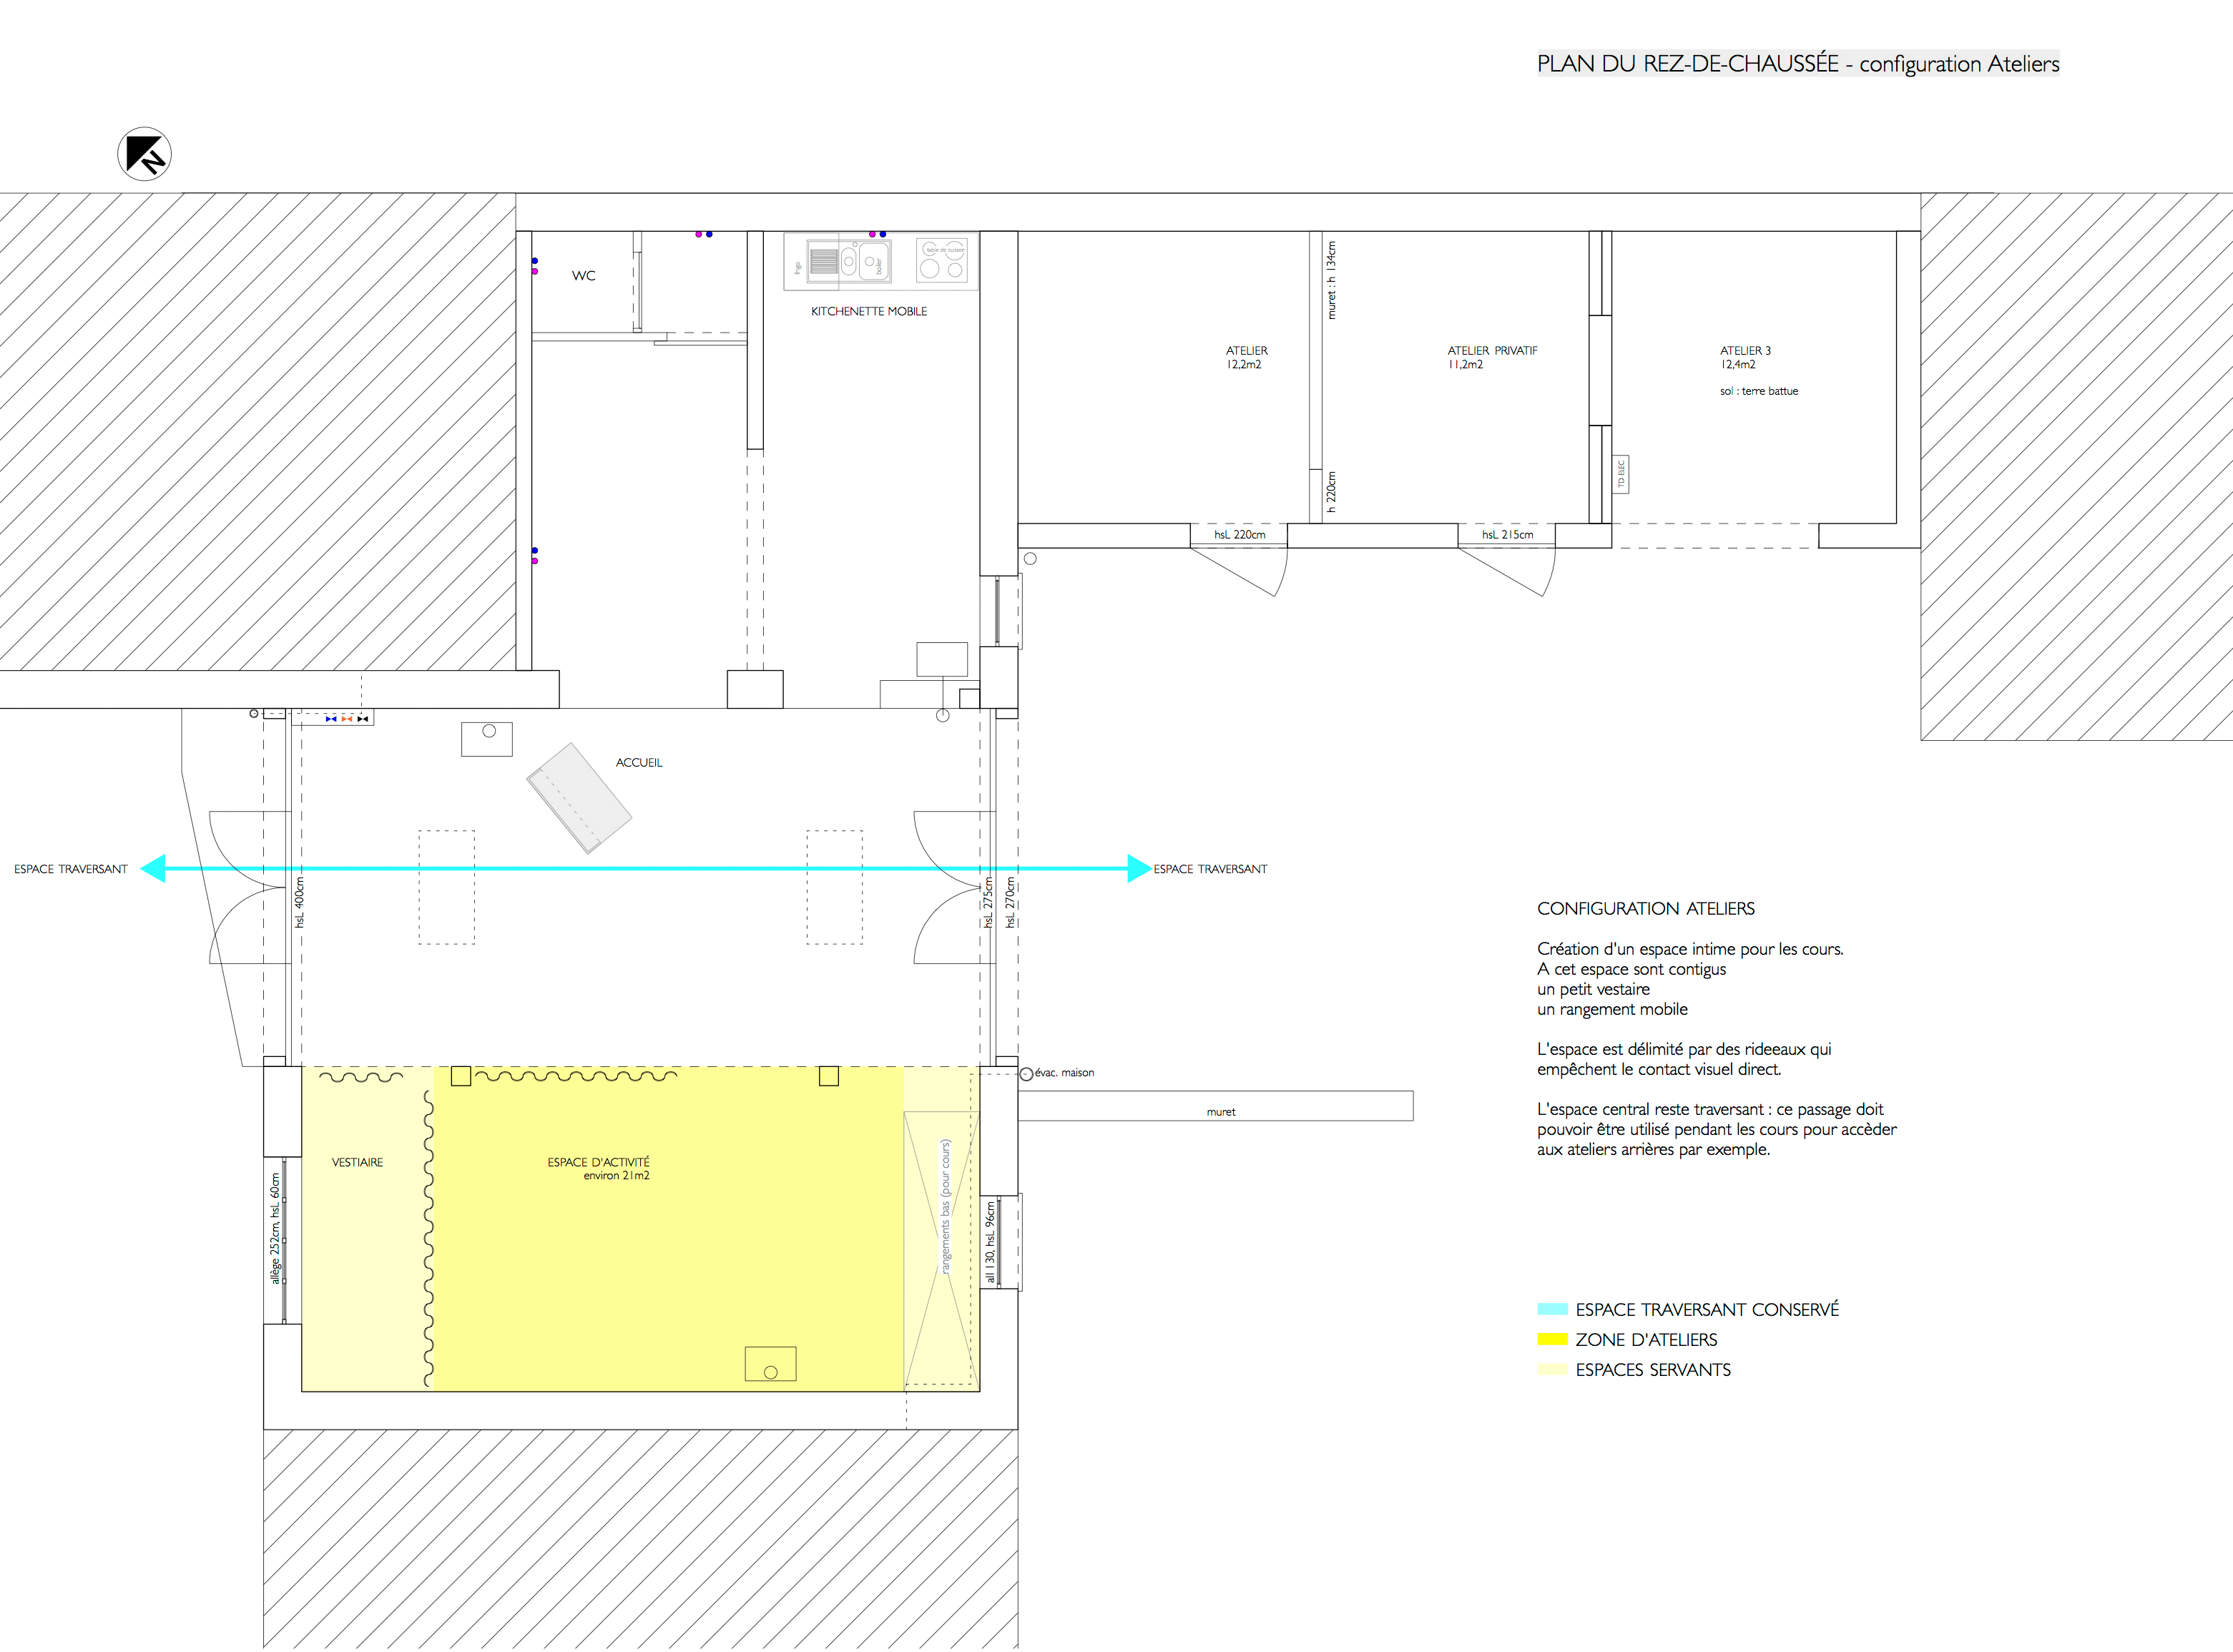 PLAN DU REZ-DE-CHAUSSÉE - configuration Ateliers
N
WC
frigo
boiler
table de cuisson
KITCHENETTE MOBILE
muret : h 134cm
h 220cm
ATELIER
12,2m2
ATELIER PRIVATIF
11,2m2
ATELIER 3
12,4m2
sol : terre battue
TD ELEC
hsL 220cm
hsL 215cm
ACCUEIL
ESPACE TRAVERSANT
ESPACE TRAVERSANT
hsL 400cm
hsL 275cm
hsL 270cm
évac. maison
muret
VESTIAIRE
ESPACE D'ACTIVITÉ
environ 21m2
rangements bas (pour cours)
allège 252cm, hsL 60cm
all 130, hsL 96cm
CONFIGURATION ATELIERS
Création d'un espace intime pour les cours.
A cet espace sont contigus
un petit vestaire
un rangement mobile
L'espace est délimité par des rideeaux qui
empêchent le contact visuel direct.
L'espace central reste traversant : ce passage doit
pouvoir être utilisé pendant les cours pour accèder
aux ateliers arrières par exemple.
ESPACE TRAVERSANT CONSERVÉ
ZONE D'ATELIERS
ESPACES SERVANTS